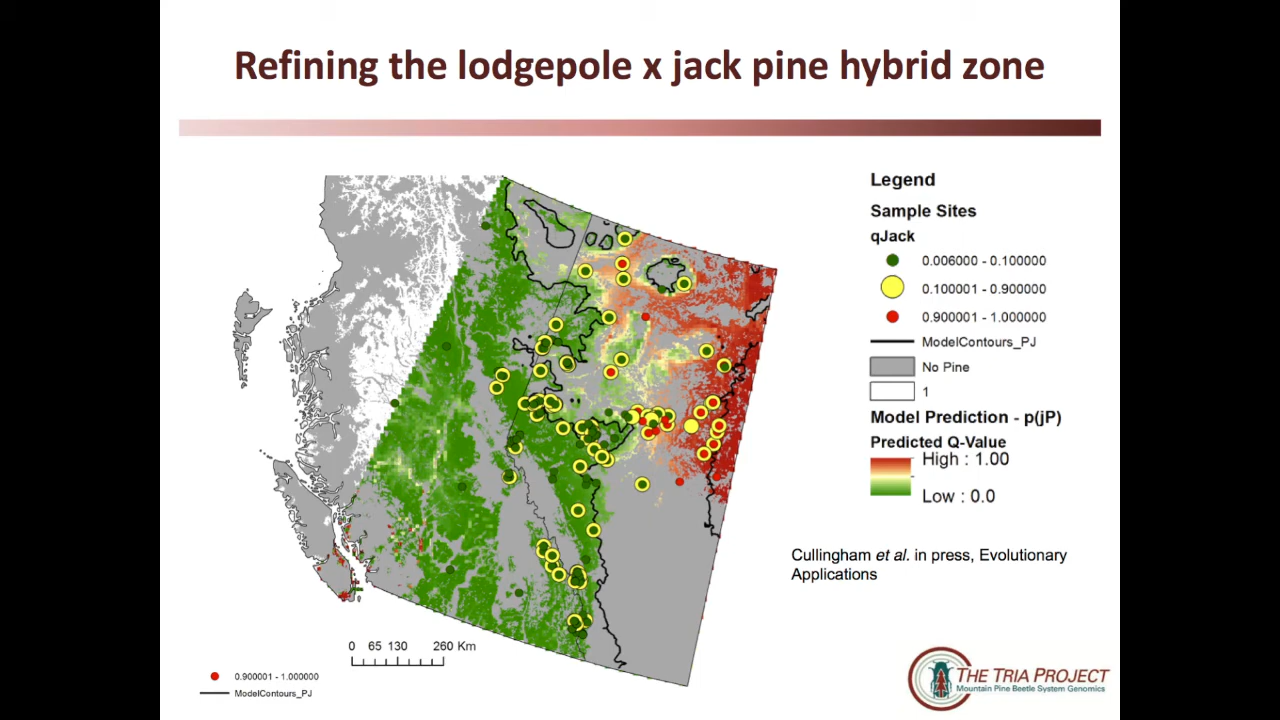 Refining the lodgepole x jack pine hybrid zone
Legend
Sample Sites
qJack
0.006000 - 0.100000
0.100001 - 0.900000
0.900001 - 1.000000
ModelContours_PJ
No Pine
1
Model Prediction - p(jP)
Predicted Q-Value
High : 1.00
Low : 0.0
Cullingham et al. in press, Evolutionary
Applications
0 65 130 260 Km
0.900001 - 1.000000
ModelContours_PJ
THE TRIA PROJECT
Mountain Pine Beetle System Genomics